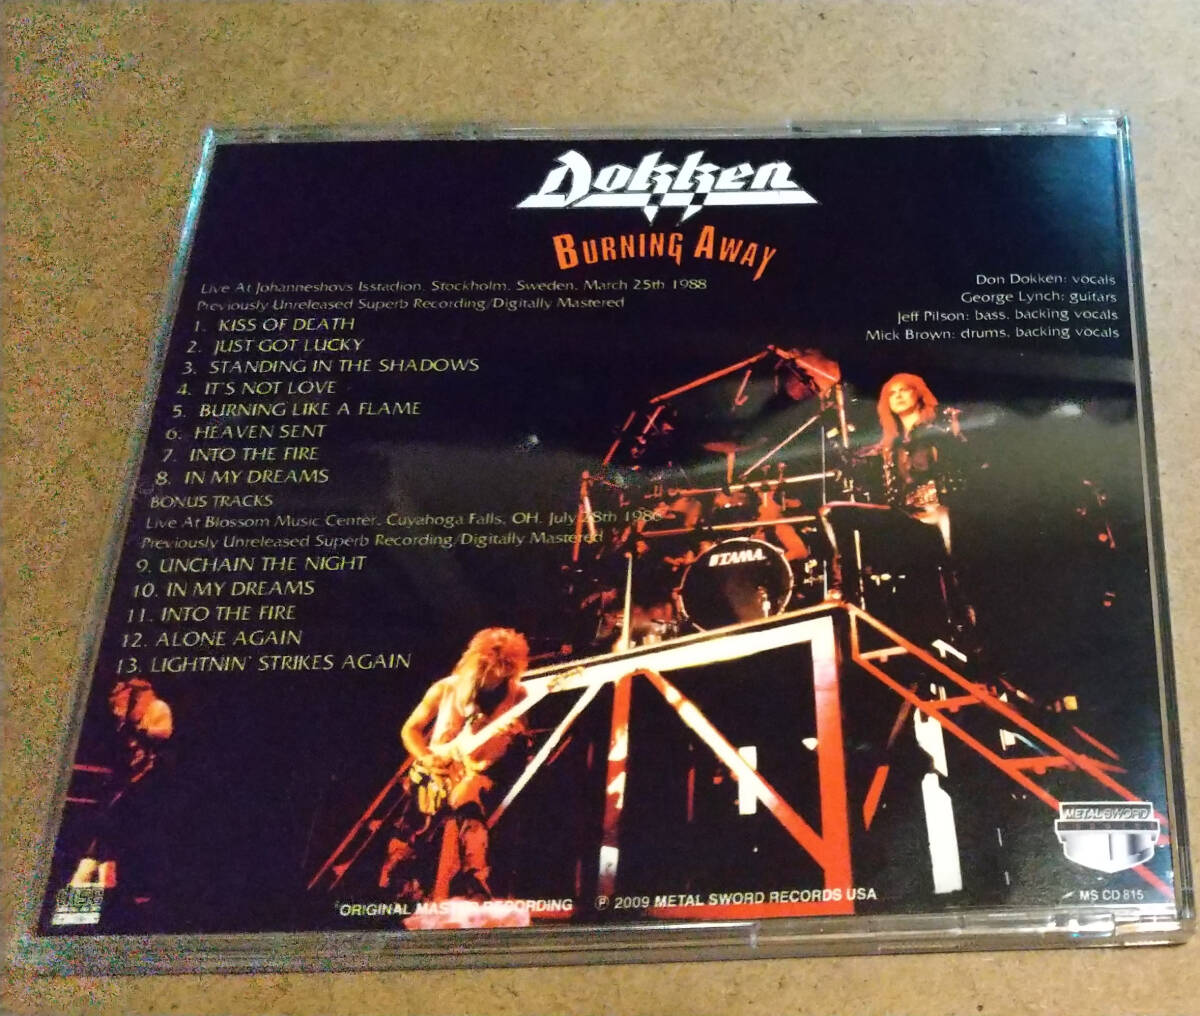 Dokken
BURNING AWAY
Live At Johanneshovs Isstadion, Stockholm, Sweden, March 25th 1988
Previously Unreleased Superb Recording/Digitally Mastered
1. KISS OF DEATH
2. JUST GOT LUCKY
3. STANDING IN THE SHADOWS
4. IT'S NOT LOVE
5. BURNING LIKE A FLAME
6. HEAVEN SENT
7. INTO THE FIRE
8. IN MY DREAMS
BONUS TRACKS
Live At Blossom Music Center, Cuyahoga Falls, OH, July 28th 1986
Previously Unreleased Superb Recording/Digitally Mastered
9. UNCHAIN THE NIGHT
10. IN MY DREAMS
11. INTO THE FIRE
12. ALONE AGAIN
13. LIGHTNIN' STRIKES AGAIN
Don Dokken: vocals
George Lynch: guitars
Jeff Pilson: bass, backing vocals
Mick Brown: drums, backing vocals
TAMA
METAL SWORD
MS CD 815
ORIGINAL MASTER RECORDING
℗ 2009 METAL SWORD RECORDS USA